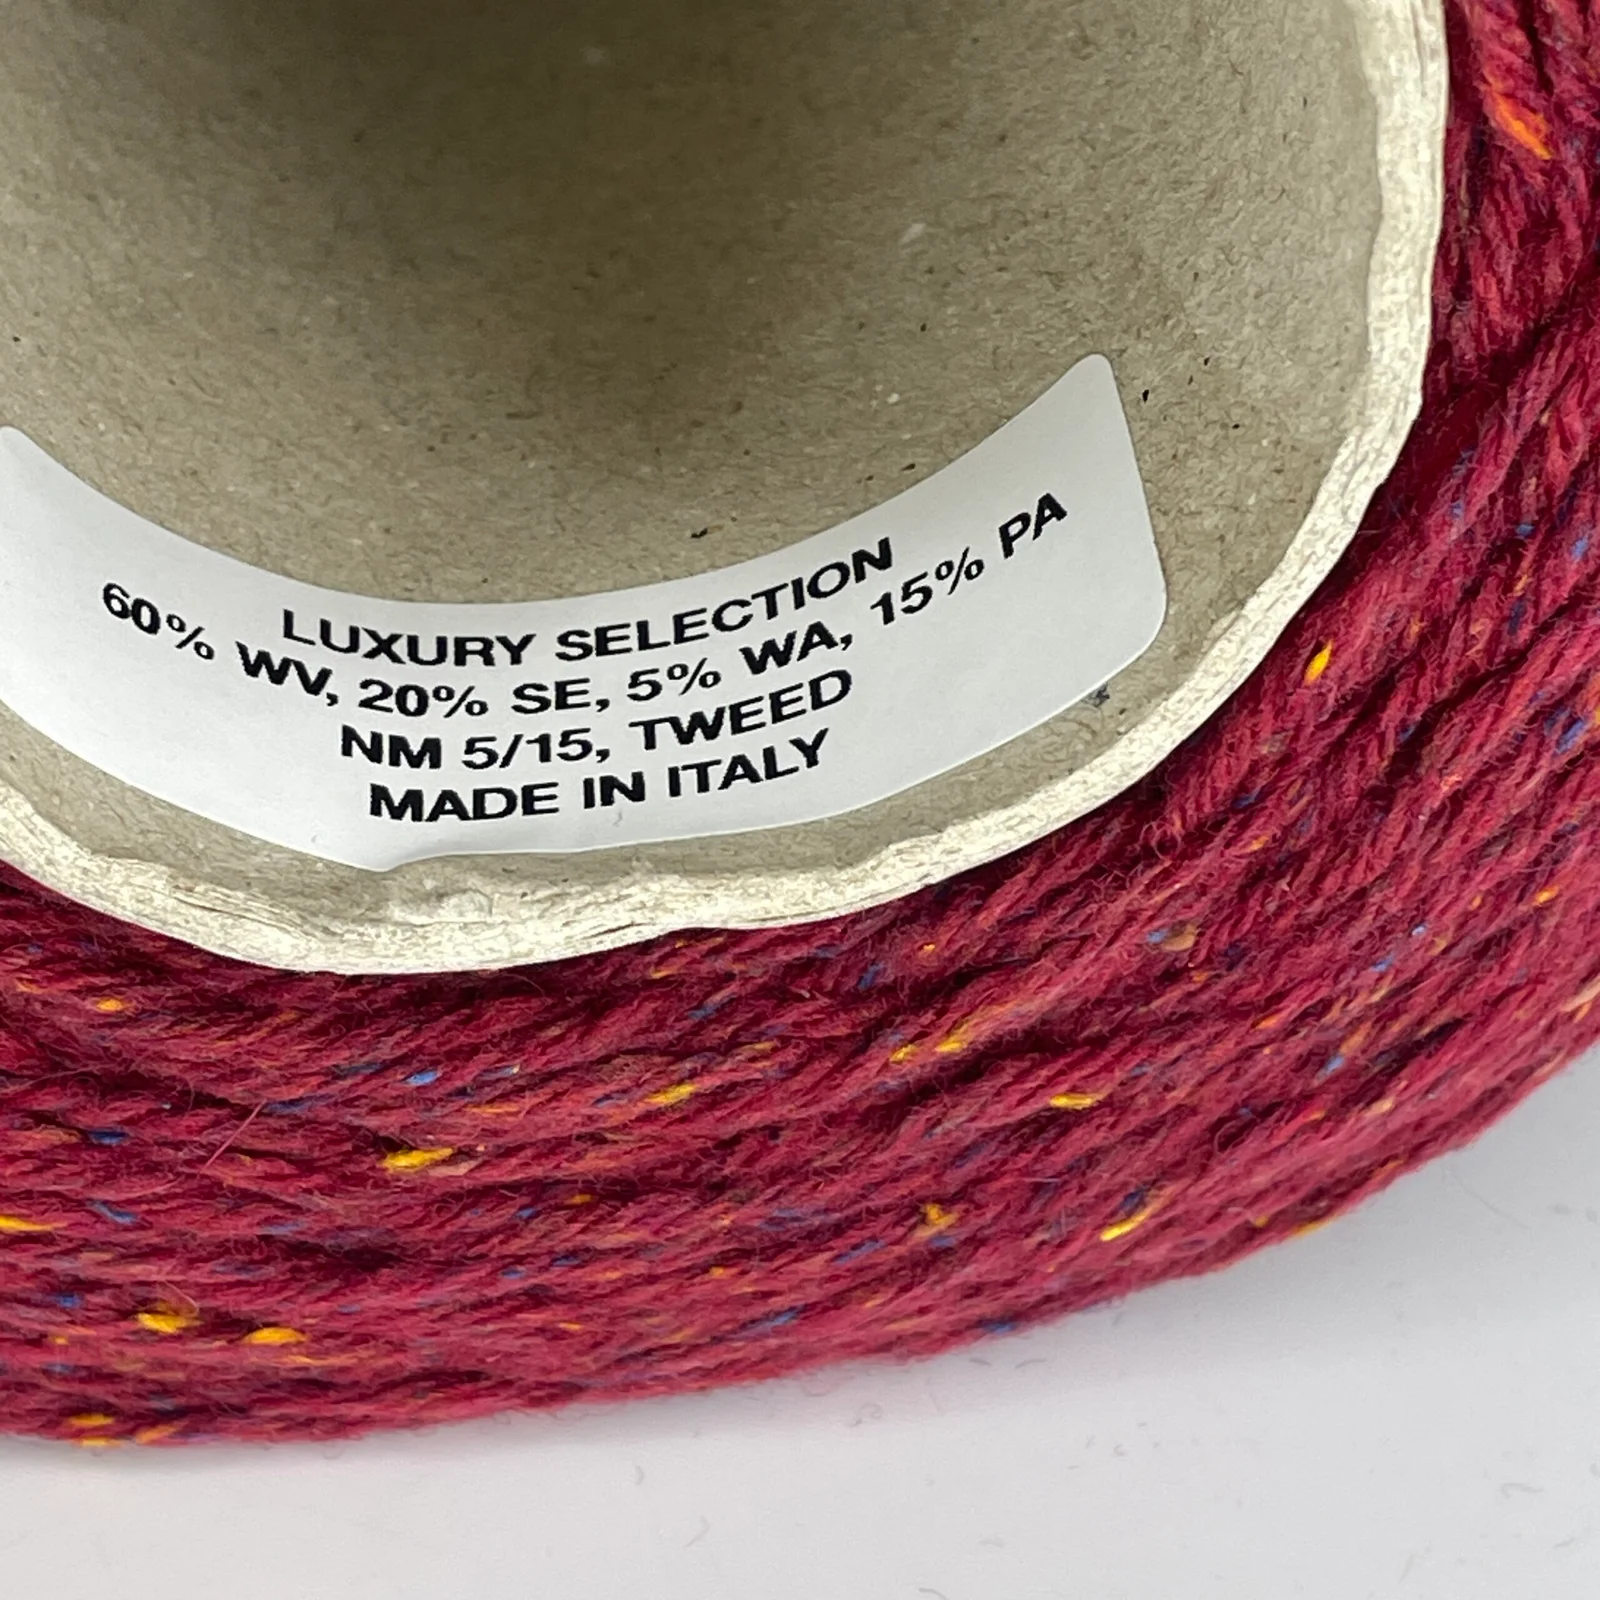 LUXURY SELECTION
60% WV, 20% SE, 5% WA, 15% PA
NM 5/15, TWEED
MADE IN ITALY